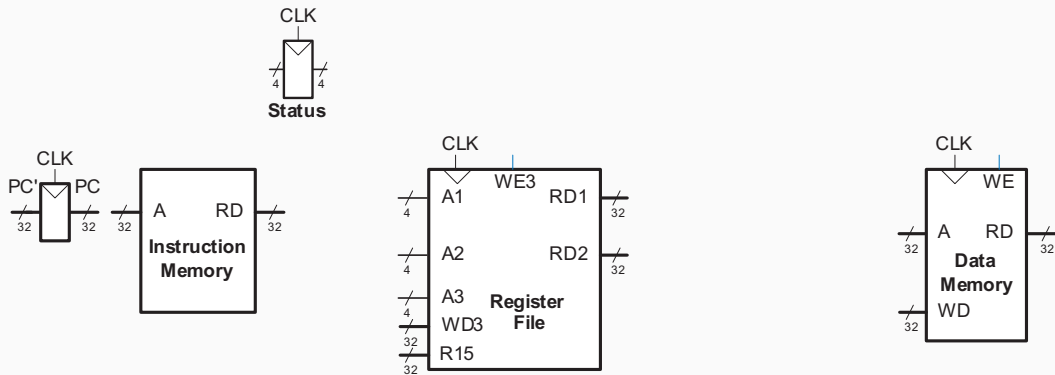 CLK
4 4
Status
CLK
PC' PC
32 32
A RD
32 32
Instruction
Memory
CLK
WE3
A1 RD1
4 32
A2 RD2
4 32
A3
4
Register
File
WD3
32
R15
32
CLK
WE
A RD
32 32
Data
Memory
WD
32